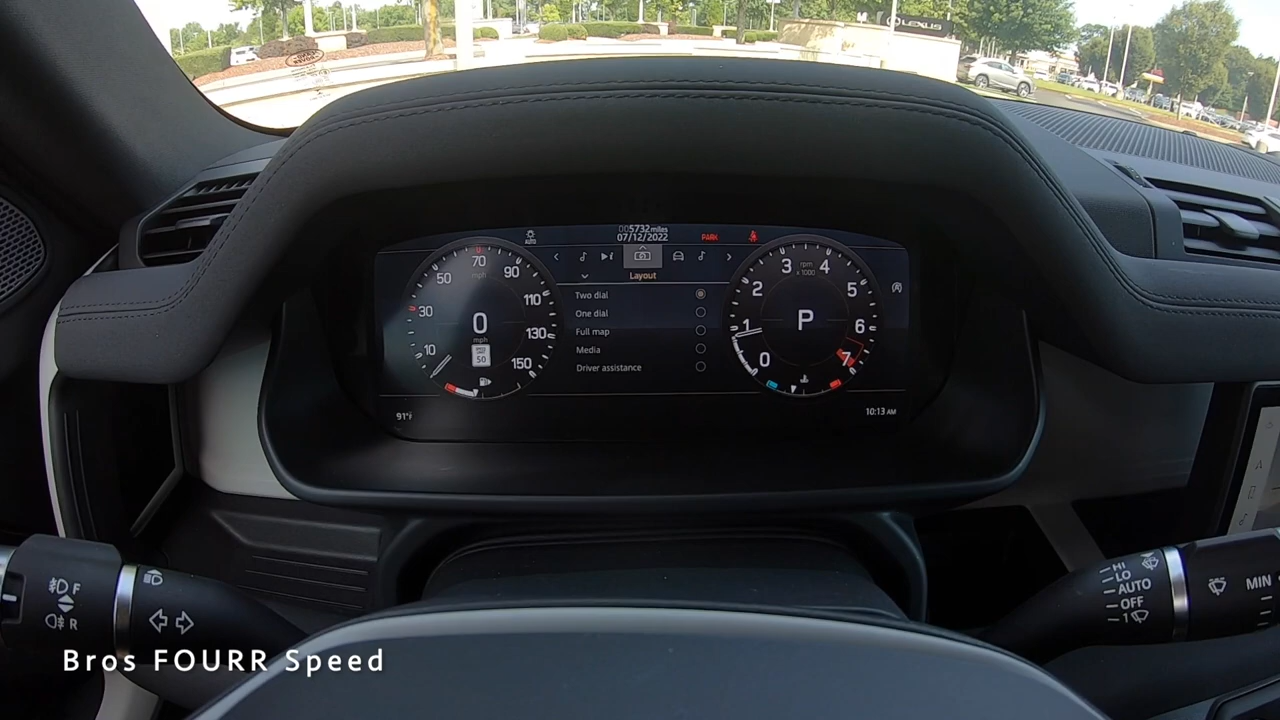 LEXUS
AUTO
005732 miles
07/12/2022
PARK
Layout
Two dial
One dial
Full map
Media
Driver assistance
10
30
50
70
90
110
130
150
mph
0
mph
50
0
1
2
3
4
5
6
7
rpm
x 1000
P
91°F
10:13 AM
F
R
HI
LO
AUTO
OFF
1
MIN
Bros FOURR Speed